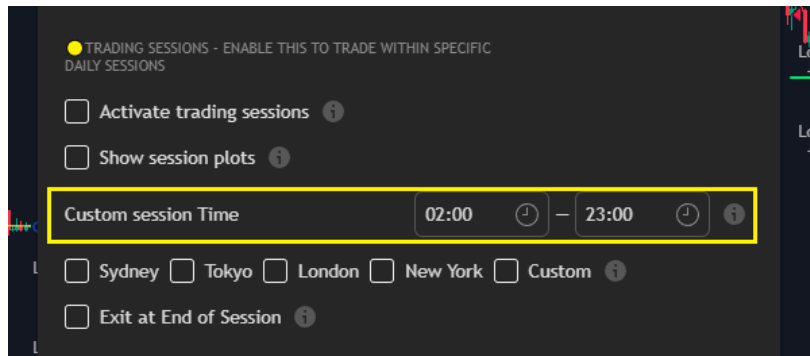 TRADING SESSIONS - ENABLE THIS TO TRADE WITHIN SPECIFIC
DAILY SESSIONS
Activate trading sessions
Show session plots
Custom session Time 02:00 – 23:00
Sydney Tokyo London New York Custom
Exit at End of Session